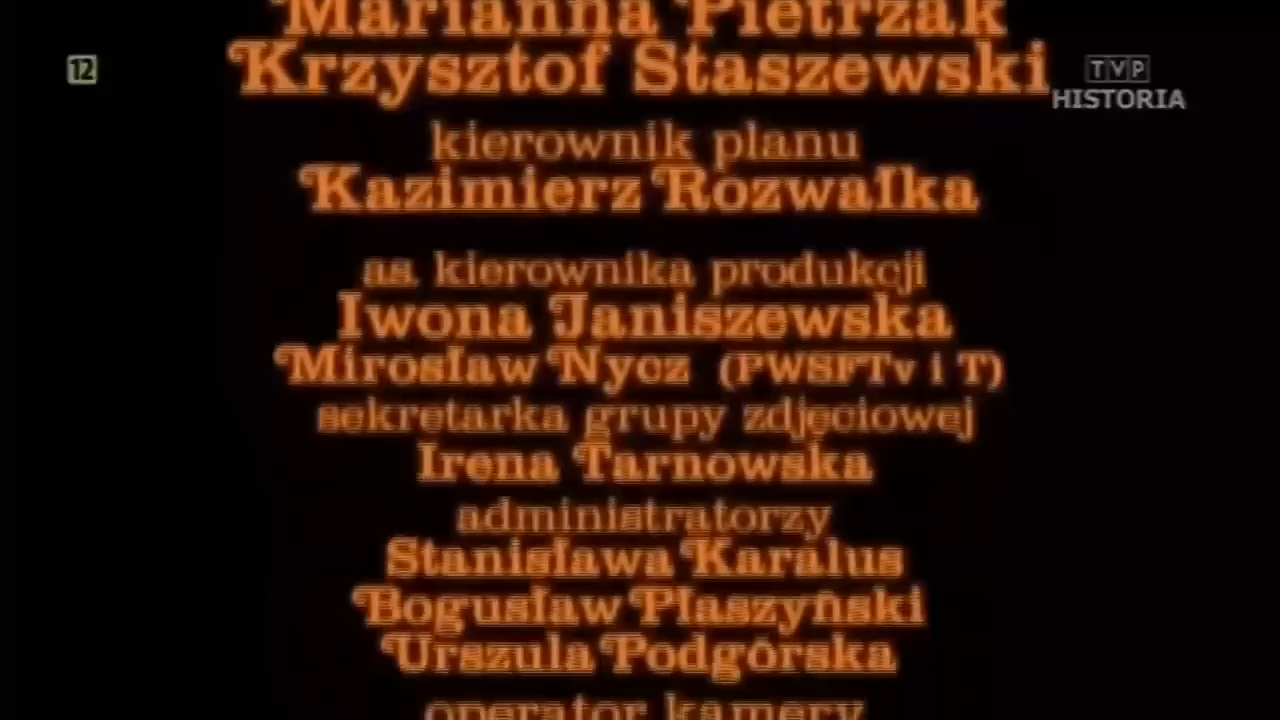 Marianna Pietrzak
Krzysztof Staszewski
12
TVP
HISTORIA
kierownik planu
Kazimierz Rozwałka
as. kierownika produkcji
Iwona Janiszewska
Mirosław Nycz (PWSFTv i T)
sekretarka grupy zdjęciowej
Irena Tarnowska
administratorzy
Stanisława Karalus
Bogusław Płaszyński
Urszula Podgórska
operator kamery